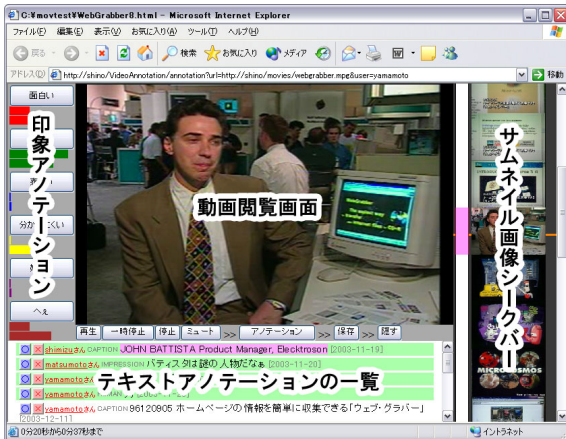 C:¥movtest¥WebGrabber8.html - Microsoft Internet Explorer
ファイル(F) 編集(E) 表示(V) お気に入り(A) ツール(T) ヘルプ(H)
戻る 検索 お気に入り メディア
アドレス(D) http://shino/VideoAnnotation/annotation?url=http://shino/movies/webgrabber.mpg&user=yamamoto 移動
面白い
印象アノテーション
分か くい
へぇ
動画閲覧画面
サムネイル画像シークバー
MICROCOSMOS
再生 一時停止 停止 ミュート >> アノテーション >> 保存 >> 隠す
shimizuさん CAPTION JOHN BATTISTA Product Manager, Elecktroson [2003-11-19]
matsumotoさん IMPRESSION バティスタは謎の人物だなぁ [2003-11-20]
yamamotoさん
テキストアノテーションの一覧
yamamotoさん
yamamotoさん CAPTION 96120905 ホームページの情報を簡単に収集できる「ウェブ・グラバー」
[2003-12-11]
0分20秒から0分37秒まで イントラネット